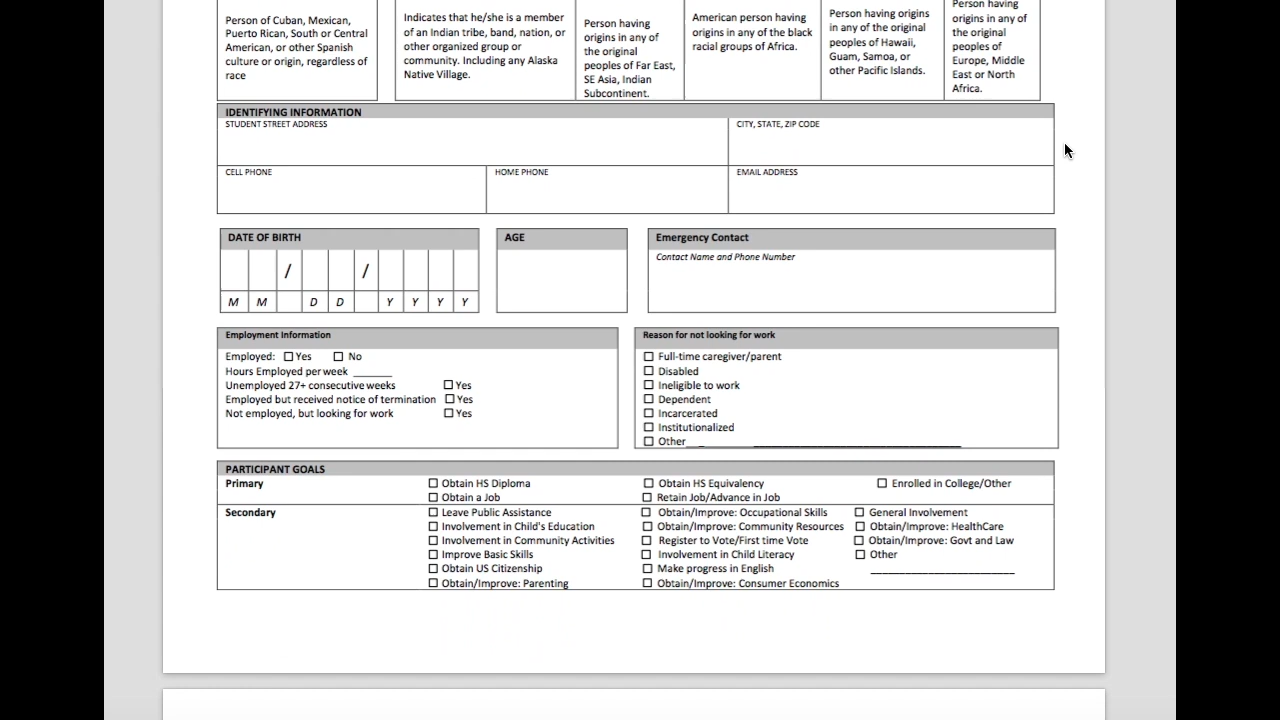 Person of Cuban, Mexican,
Puerto Rican, South or Central
American, or other Spanish
culture or origin, regardless of
race
Indicates that he/she is a member
of an Indian tribe, band, nation, or
other organized group or
community. Including any Alaska
Native Village.
Person having
origins in any of
the original
peoples of Far East,
SE Asia, Indian
Subcontinent.
American person having
origins in any of the black
racial groups of Africa.
Person having origins
in any of the original
peoples of Hawaii,
Guam, Samoa, or
other Pacific Islands.
Person having
origins in any of
the original
peoples of
Europe, Middle
East or North
Africa.
IDENTIFYING INFORMATION
STUDENT STREET ADDRESS
CITY, STATE, ZIP CODE
CELL PHONE
HOME PHONE
EMAIL ADDRESS
DATE OF BIRTH
/ /
M M D D Y Y Y Y
AGE
Emergency Contact
Contact Name and Phone Number
Employment Information
Employed: Yes No
Hours Employed per week _______
Unemployed 27+ consecutive weeks Yes
Employed but received notice of termination Yes
Not employed, but looking for work Yes
Reason for not looking for work
Full-time caregiver/parent
Disabled
Ineligible to work
Dependent
Incarcerated
Institutionalized
Other
PARTICIPANT GOALS
Primary
Obtain HS Diploma
Obtain HS Equivalency
Enrolled in College/Other
Obtain a Job
Retain Job/Advance in Job
Secondary
Leave Public Assistance
Obtain/Improve: Occupational Skills
General Involvement
Involvement in Child's Education
Obtain/Improve: Community Resources
Obtain/Improve: HealthCare
Involvement in Community Activities
Register to Vote/First time Vote
Obtain/Improve: Govt and Law
Improve Basic Skills
Involvement in Child Literacy
Other
Obtain US Citizenship
Make progress in English
Obtain/Improve: Parenting
Obtain/Improve: Consumer Economics